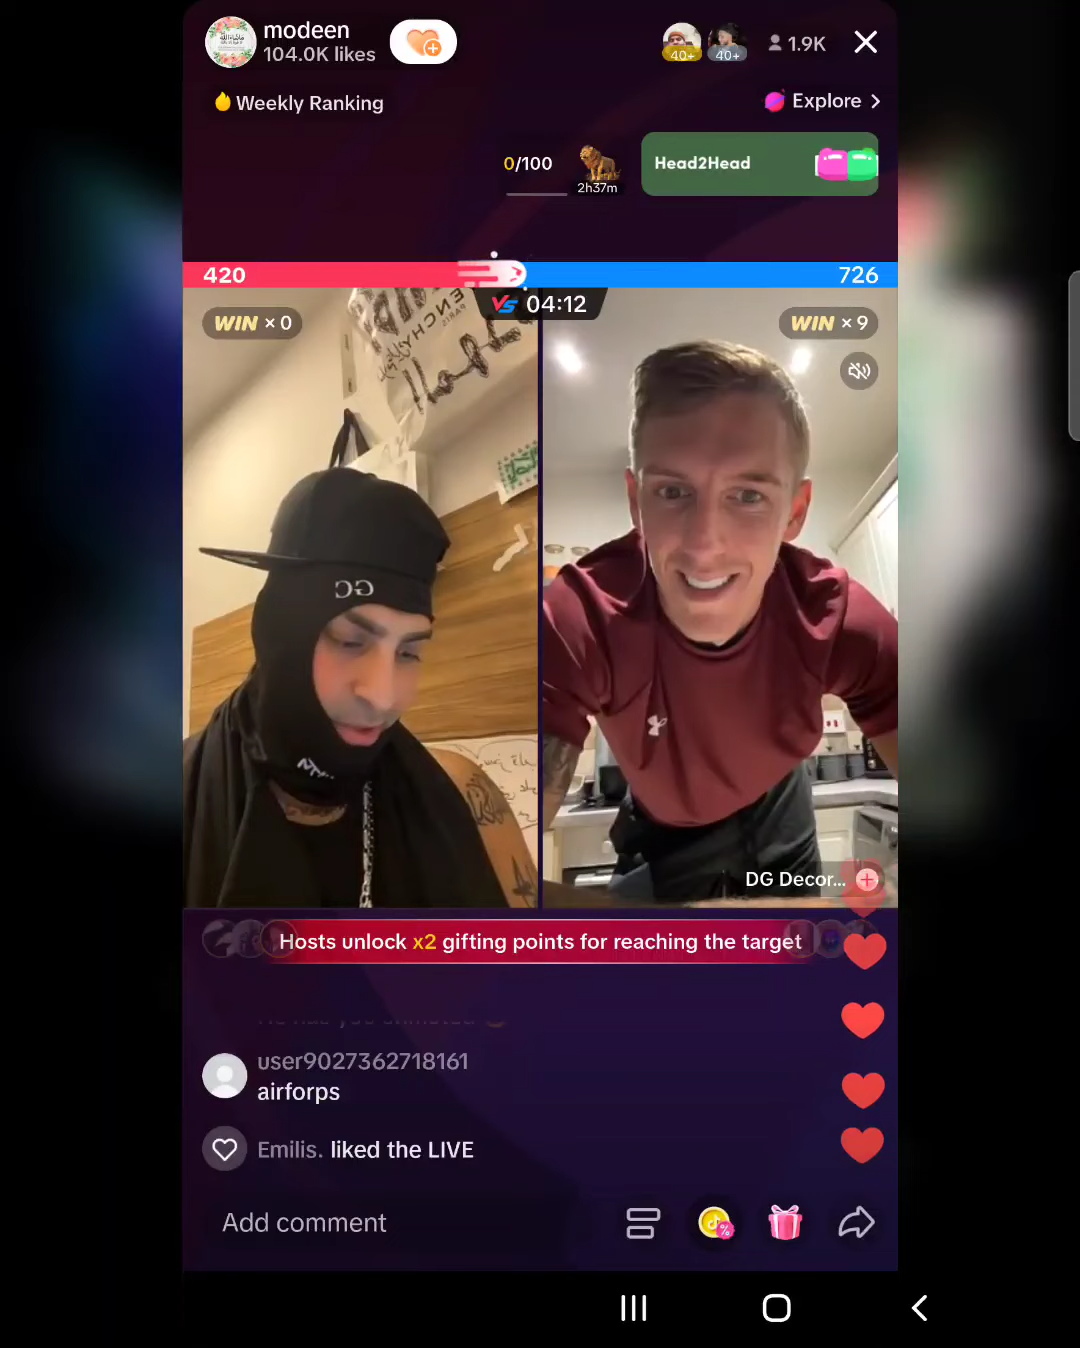 modeen
104.0K likes
40+
40+
1.9K
Weekly Ranking
Explore
0/100
2h37m
Head2Head
420
726
VS 04:12
WIN × 0
WIN × 9
DG Decor...
Hosts unlock x2 gifting points for reaching the target
user9027362718161
airforps
Emilis. liked the LIVE
Add comment